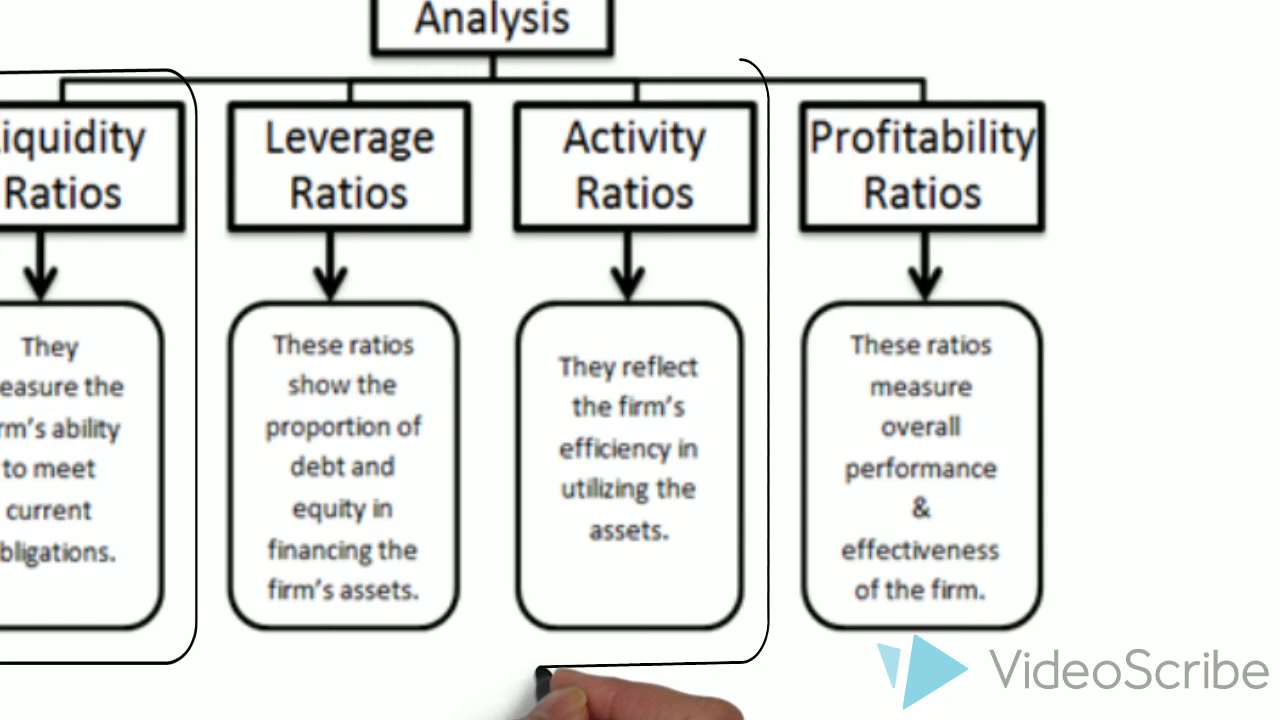 Analysis
iquidity
Ratios
Leverage
Ratios
Activity
Ratios
Profitability
Ratios
They
easure the
rm's ability
to meet
current
bligations.
These ratios
show the
proportion of
debt and
equity in
financing the
firm's assets.
They reflect
the firm's
efficiency in
utilizing the
assets.
These ratios
measure
overall
performance
&
effectiveness
of the firm.
VideoScribe